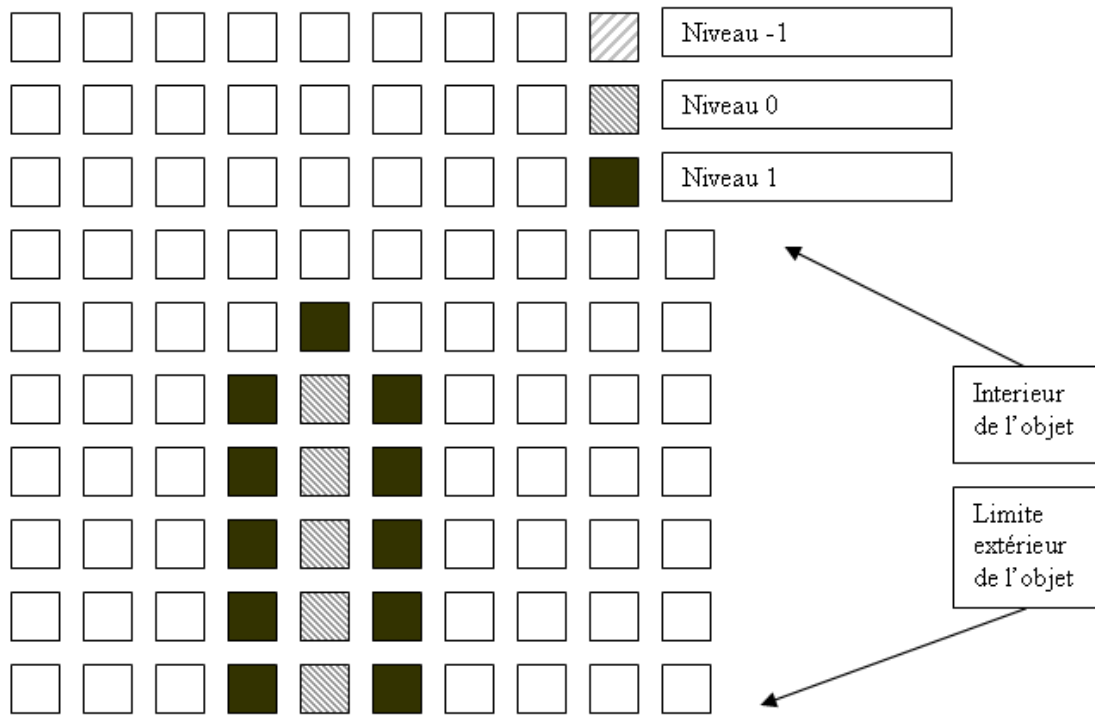 Niveau -1
Niveau 0
Niveau 1
Interieur
de l'objet
Limite
extérieur
de l'objet